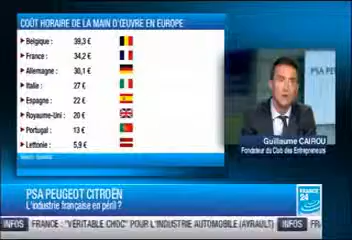 COÛT HORAIRE DE LA MAIN D'ŒUVRE EN EUROPE
Belgique : 39,3 €
France : 34,2 €
Allemagne : 30,1 €
Italie : 27 €
Espagne : 22 €
Royaume-Uni : 20 €
Portugal : 13 €
Lettonie : 5,9 €
PSA PEU
Guillaume CAIROU
Fondateur du Club des Entrepreneurs
PSA PEUGEOT CITROËN
L'industrie française en péril ?
FRANCE 24
INFOS FRANCE : "VÉRITABLE CHOC" POUR L'INDUSTRIE AUTOMOBILE (AYRAULT) INFOS FRAN